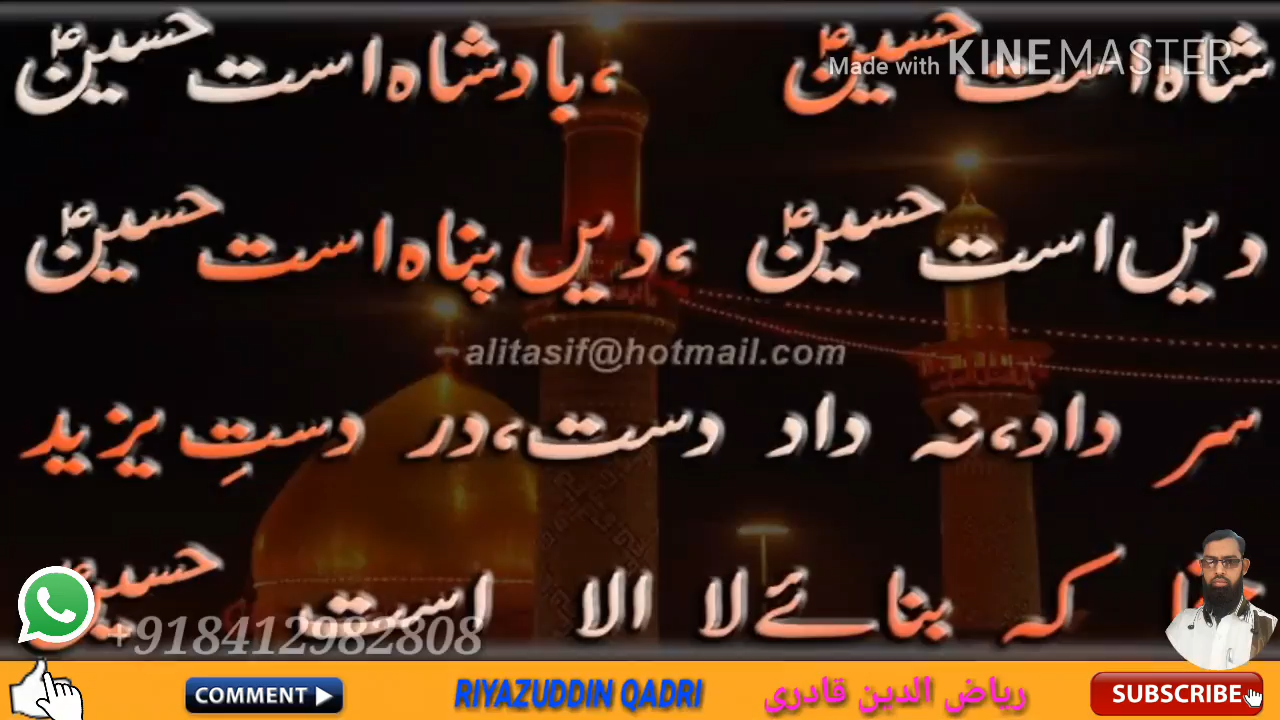 شاہ است حسینؑ ،بادشاہ است حسینؑ
Made with KINEMASTER
دیں است حسینؑ ،دیں پناہ است حسینؑ
alitasif@hotmail.com
سر داد،نہ داد دست،در دستِ یزید
کہ بنائے لا الا است حسینؑ
+918412982808
COMMENT RIYAZUDDIN QADRI ریاض الدین قادری SUBSCRIBE